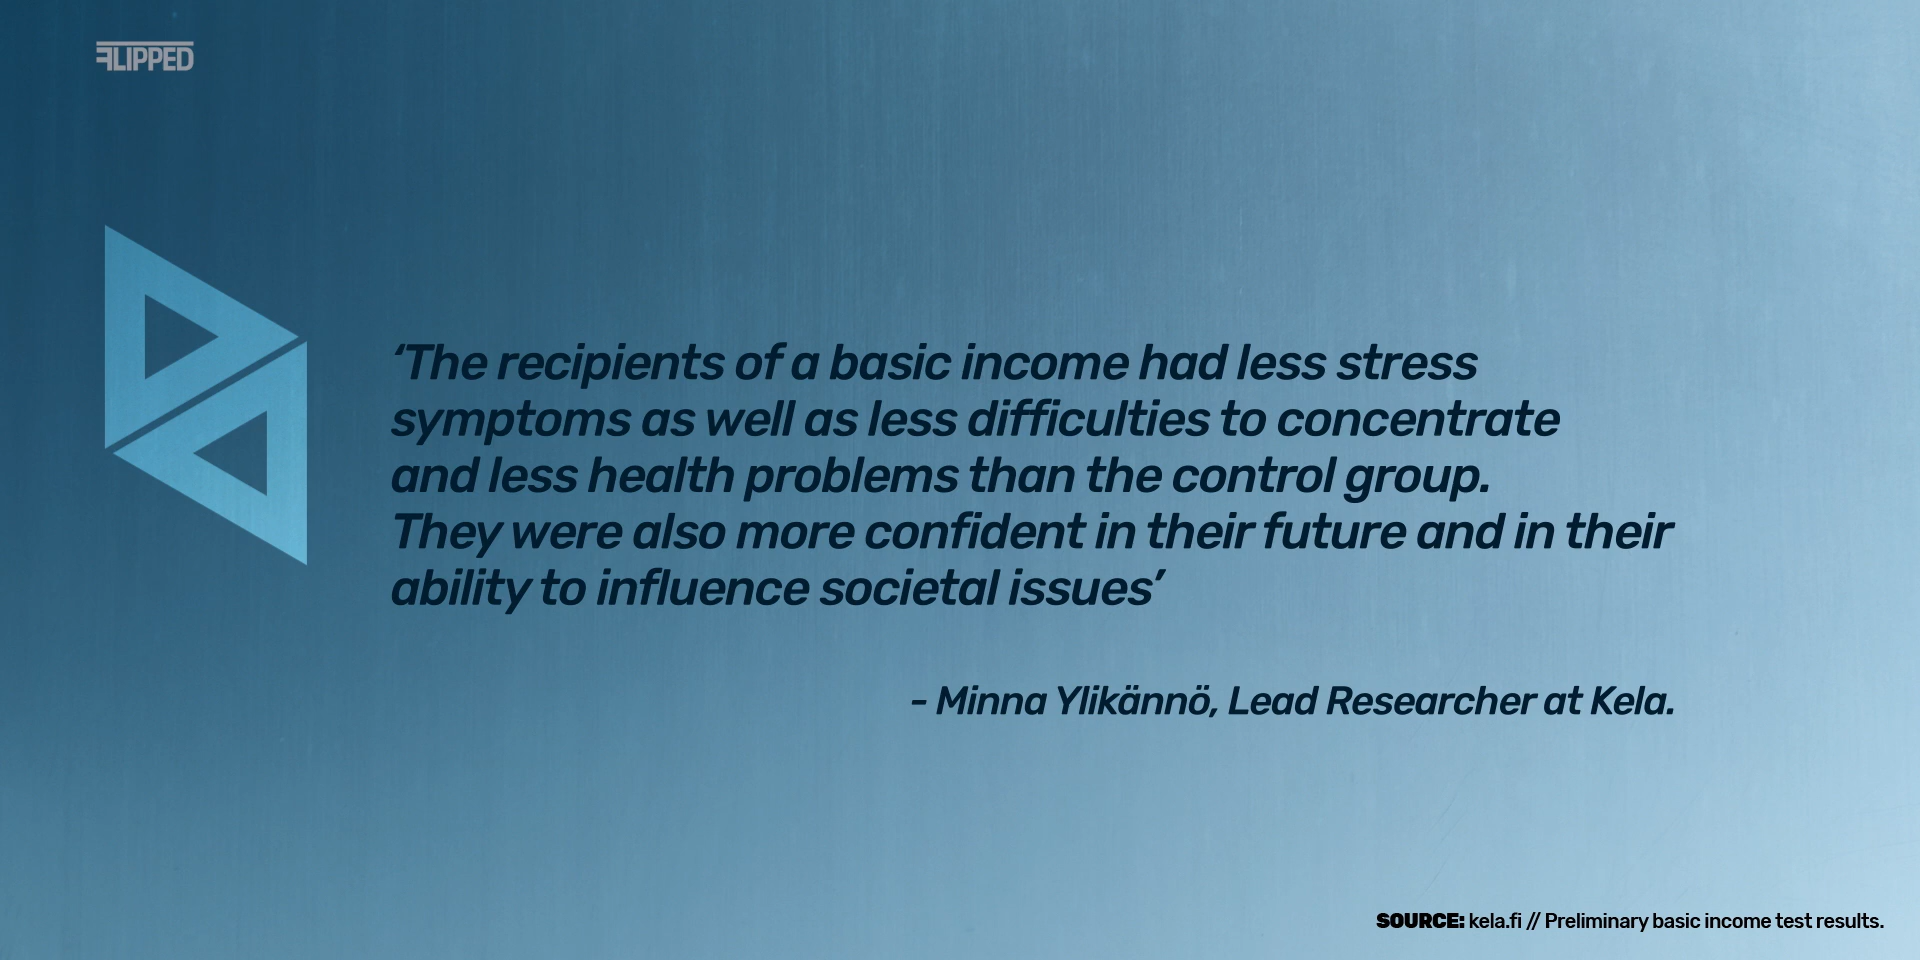 FLIPPED
‘The recipients of a basic income had less stress
symptoms as well as less difficulties to concentrate
and less health problems than the control group.
They were also more confident in their future and in their
ability to influence societal issues’
- Minna Ylikännö, Lead Researcher at Kela.
SOURCE: kela.fi // Preliminary basic income test results.